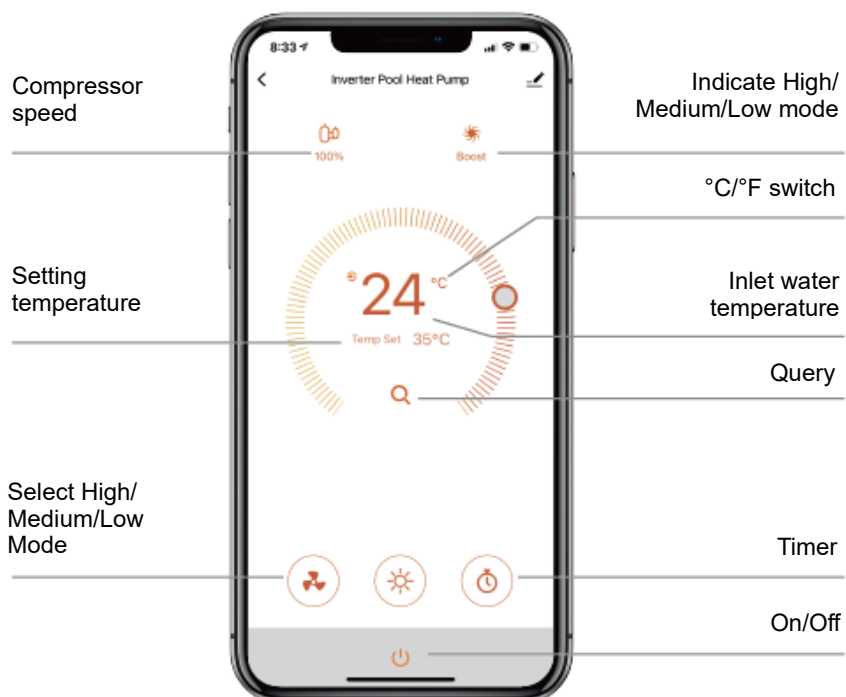 8:33
Inverter Pool Heat Pump
Compressor
speed
Indicate High/
Medium/Low mode
100%
Boost
°C/°F switch
24 °C
Setting
temperature
Inlet water
temperature
Temp Set 35°C
Query
Select High/
Medium/Low
Mode
Timer
On/Off